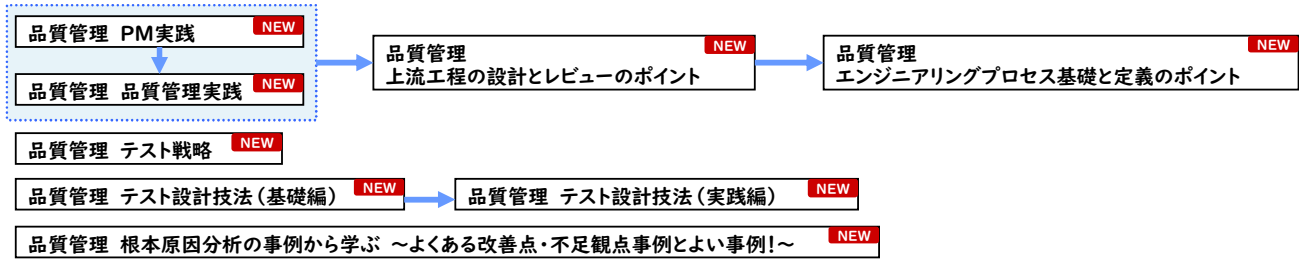 品質管理 PM実践 NEW
品質管理 品質管理実践 NEW
品質管理 NEW
上流工程の設計とレビューのポイント
品質管理 NEW
エンジニアリングプロセス基礎と定義のポイント
品質管理 テスト戦略 NEW
品質管理 テスト設計技法（基礎編） NEW
品質管理 テスト設計技法（実践編） NEW
品質管理 根本原因分析の事例から学ぶ ～よくある改善点・不足観点事例とよい事例！～ NEW